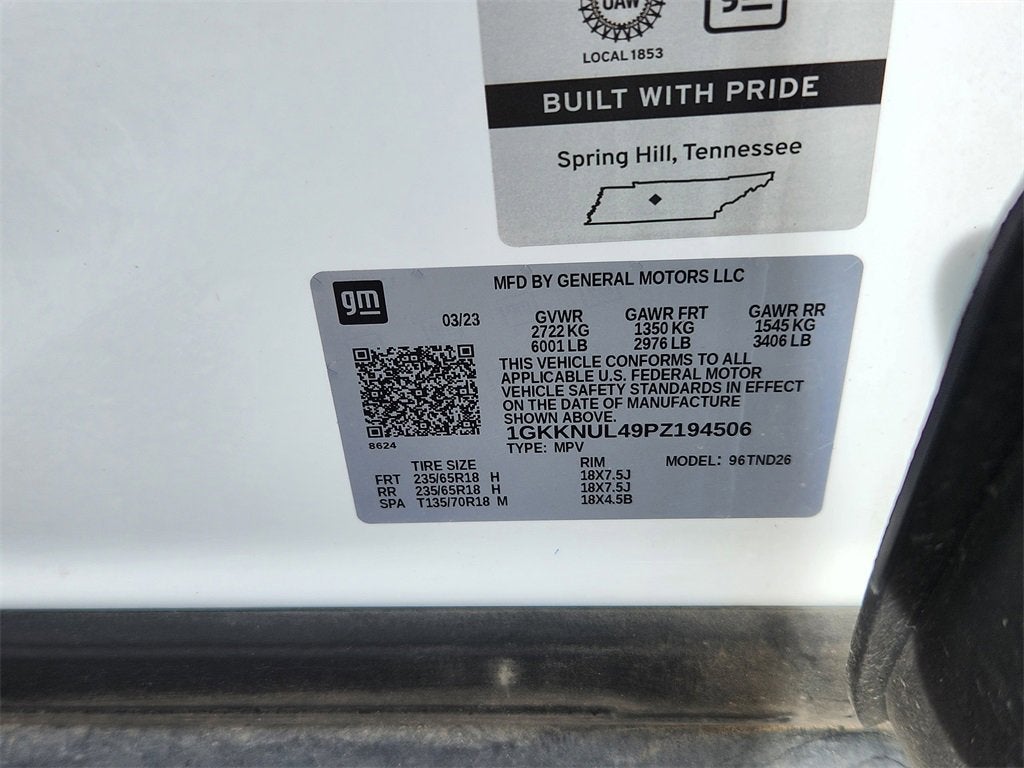 UAW
LOCAL 1853
gm
BUILT WITH PRIDE
Spring Hill, Tennessee
gm
MFD BY GENERAL MOTORS LLC
03/23
GVWR GAWR FRT GAWR RR
2722 KG 1350 KG 1545 KG
6001 LB 2976 LB 3406 LB
THIS VEHICLE CONFORMS TO ALL
APPLICABLE U.S. FEDERAL MOTOR
VEHICLE SAFETY STANDARDS IN EFFECT
ON THE DATE OF MANUFACTURE
SHOWN ABOVE.
1GKKNUL49PZ194506
8624
TYPE: MPV
TIRE SIZE RIM MODEL: 96TND26
FRT 235/65R18 H 18X7.5J
RR 235/65R18 H 18X7.5J
SPA T135/70R18 M 18X4.5B